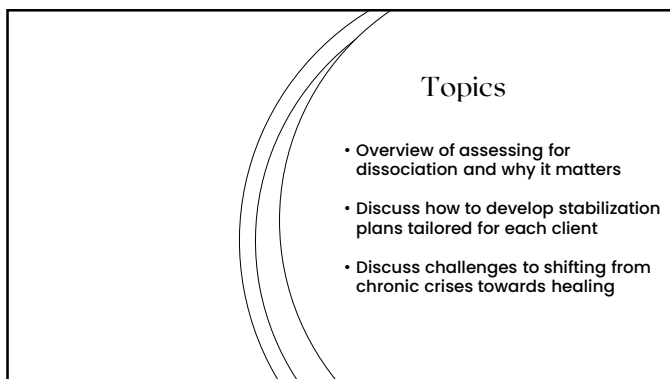 Topics
• Overview of assessing for
dissociation and why it matters
• Discuss how to develop stabilization
plans tailored for each client
• Discuss challenges to shifting from
chronic crises towards healing